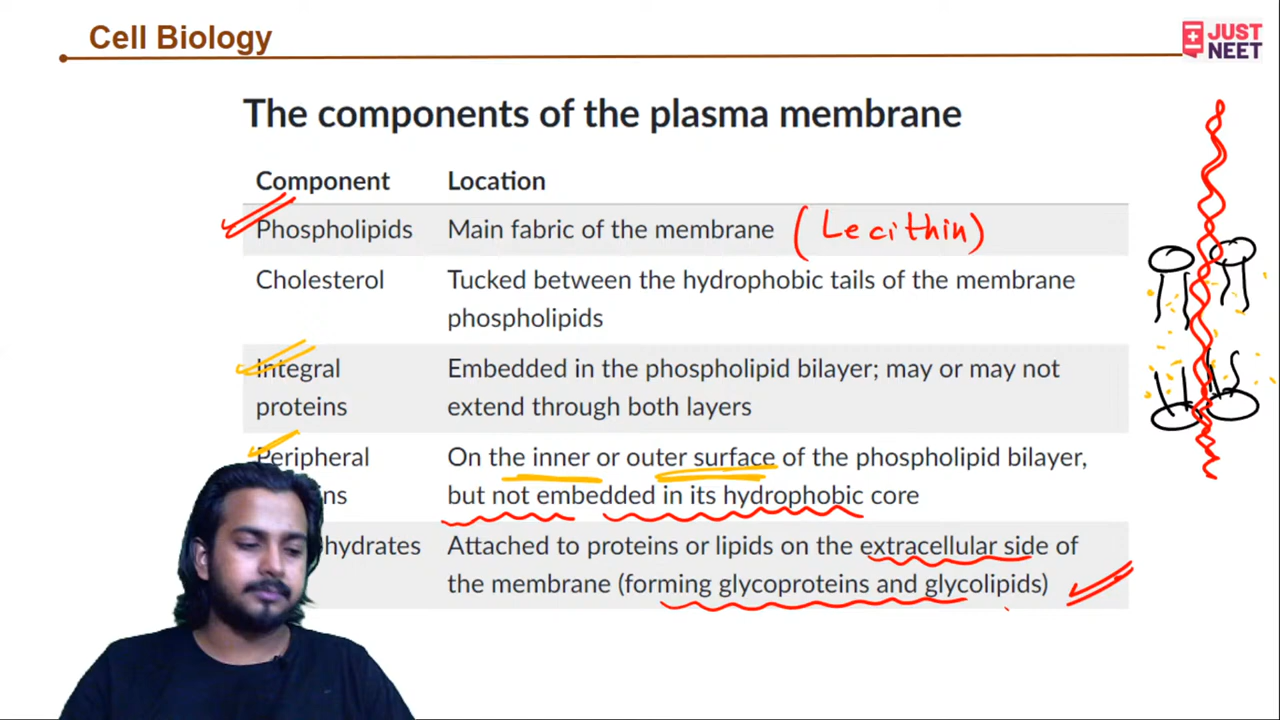 Cell Biology
JUST
NEET
The components of the plasma membrane
Component Location
Phospholipids Main fabric of the membrane (Lecithin)
Cholesterol Tucked between the hydrophobic tails of the membrane
phospholipids
Integral Embedded in the phospholipid bilayer; may or may not
proteins extend through both layers
Peripheral On the inner or outer surface of the phospholipid bilayer,
ins but not embedded in its hydrophobic core
hydrates Attached to proteins or lipids on the extracellular side of
the membrane (forming glycoproteins and glycolipids)